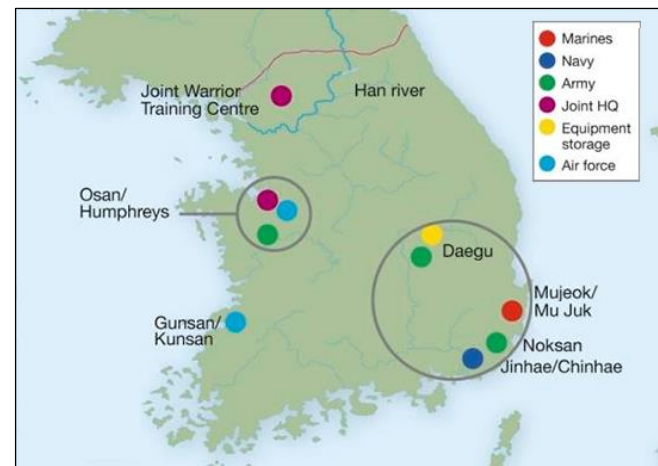 Joint Warrior
Training Centre
Han river
Marines
Navy
Army
Joint HQ
Equipment
storage
Air force
Osan/
Humphreys
Daegu
Mujeok/
Mu Juk
Gunsan/
Kunsan
Noksan
Jinhae/Chinhae